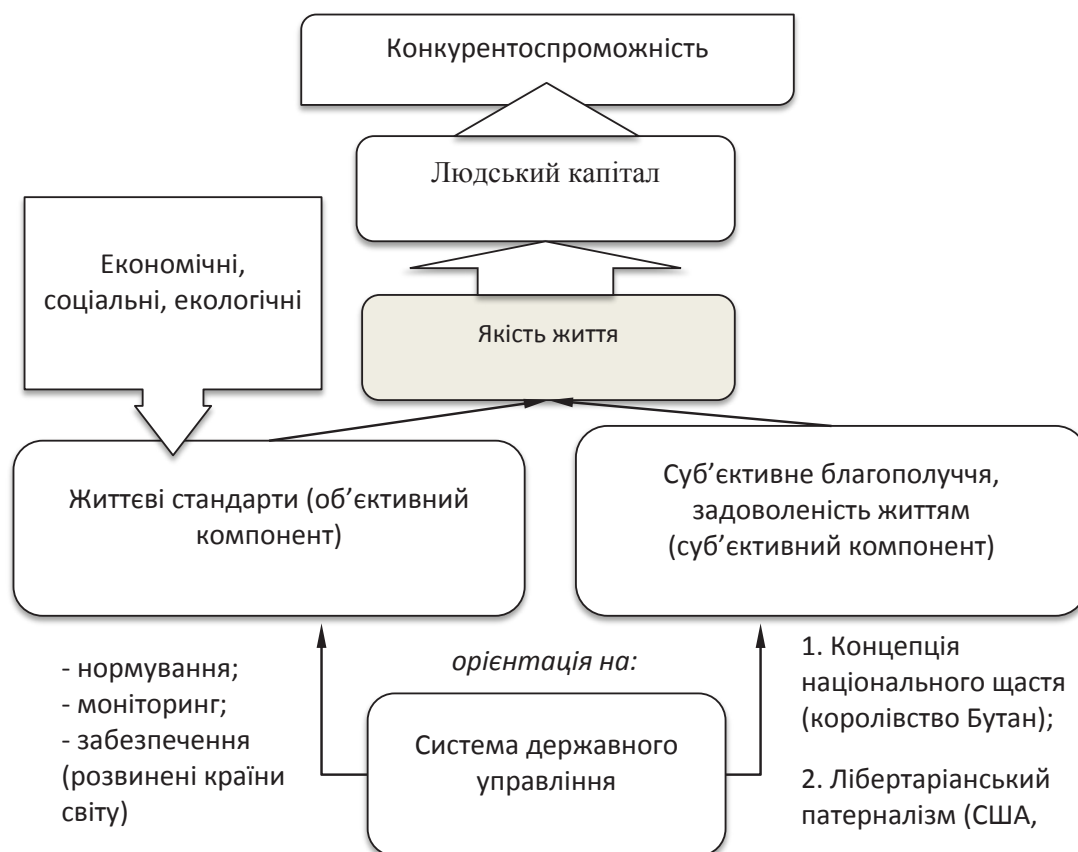 Конкурентоспроможність
Людський капітал
Економічні,
соціальні, екологічні
Якість життя
Життєві стандарти (об’єктивний
компонент)
Суб’єктивне благополуччя,
задоволеність життям
(суб’єктивний компонент)
- нормування;
- моніторинг;
- забезпечення
(розвинені країни
світу)
орієнтація на:
Система державного
управління
1. Концепція
національного щастя
(королівство Бутан);
2. Лібертаріанський
патерналізм (США,